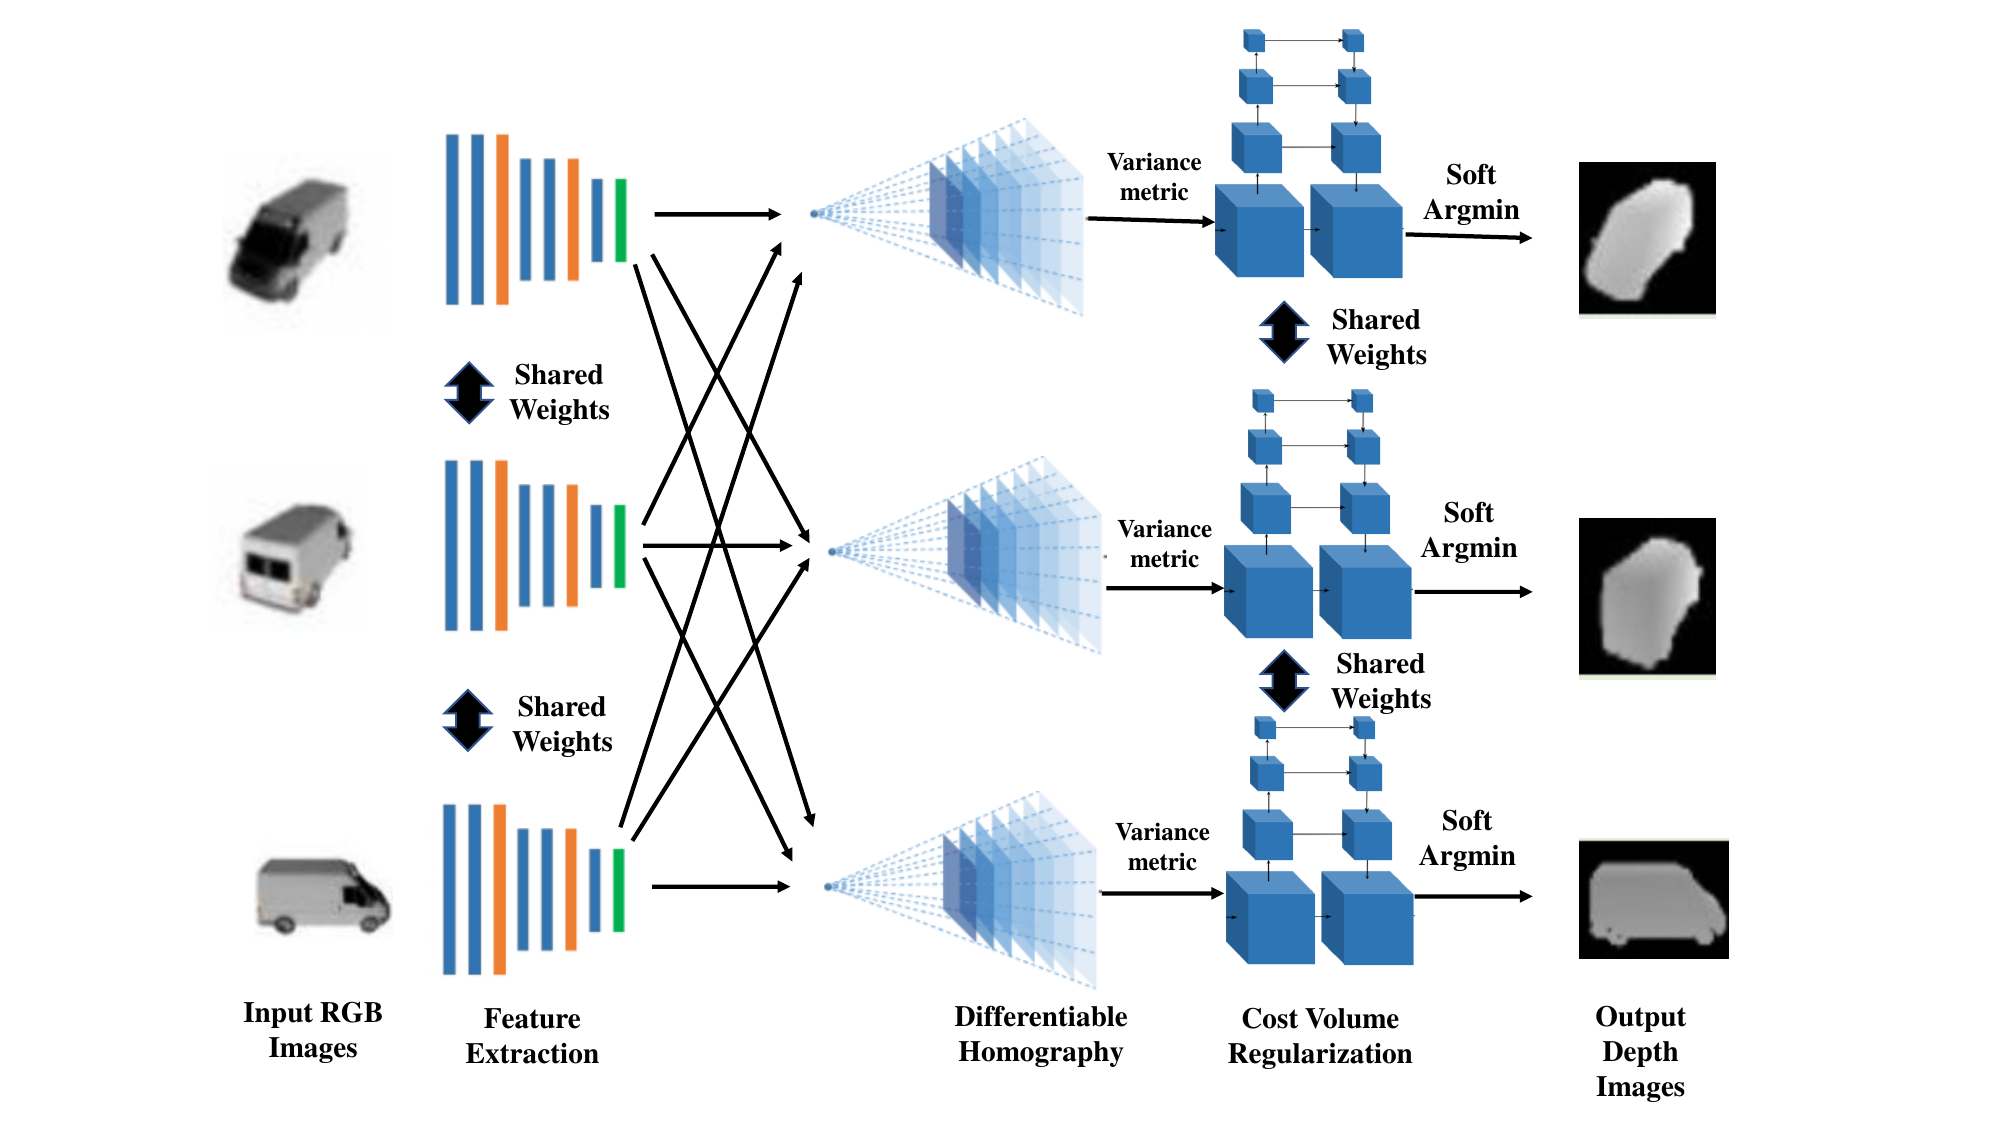 Variance
metric
Soft
Argmin
Shared
Weights
Shared
Weights
Variance
metric
Soft
Argmin
Shared
Weights
Shared
Weights
Variance
metric
Soft
Argmin
Input RGB
Images
Feature
Extraction
Differentiable
Homography
Cost Volume
Regularization
Output
Depth
Images